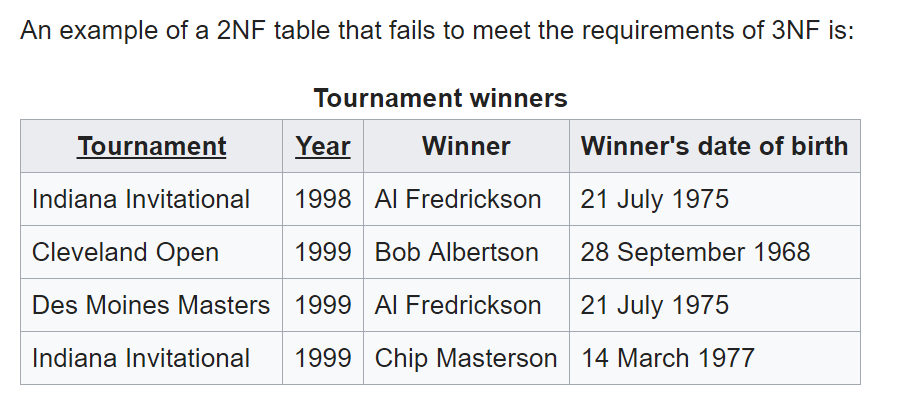 An example of a 2NF table that fails to meet the requirements of 3NF is:
Tournament winners
Tournament Year Winner Winner's date of birth
Indiana Invitational 1998 Al Fredrickson 21 July 1975
Cleveland Open 1999 Bob Albertson 28 September 1968
Des Moines Masters 1999 Al Fredrickson 21 July 1975
Indiana Invitational 1999 Chip Masterson 14 March 1977